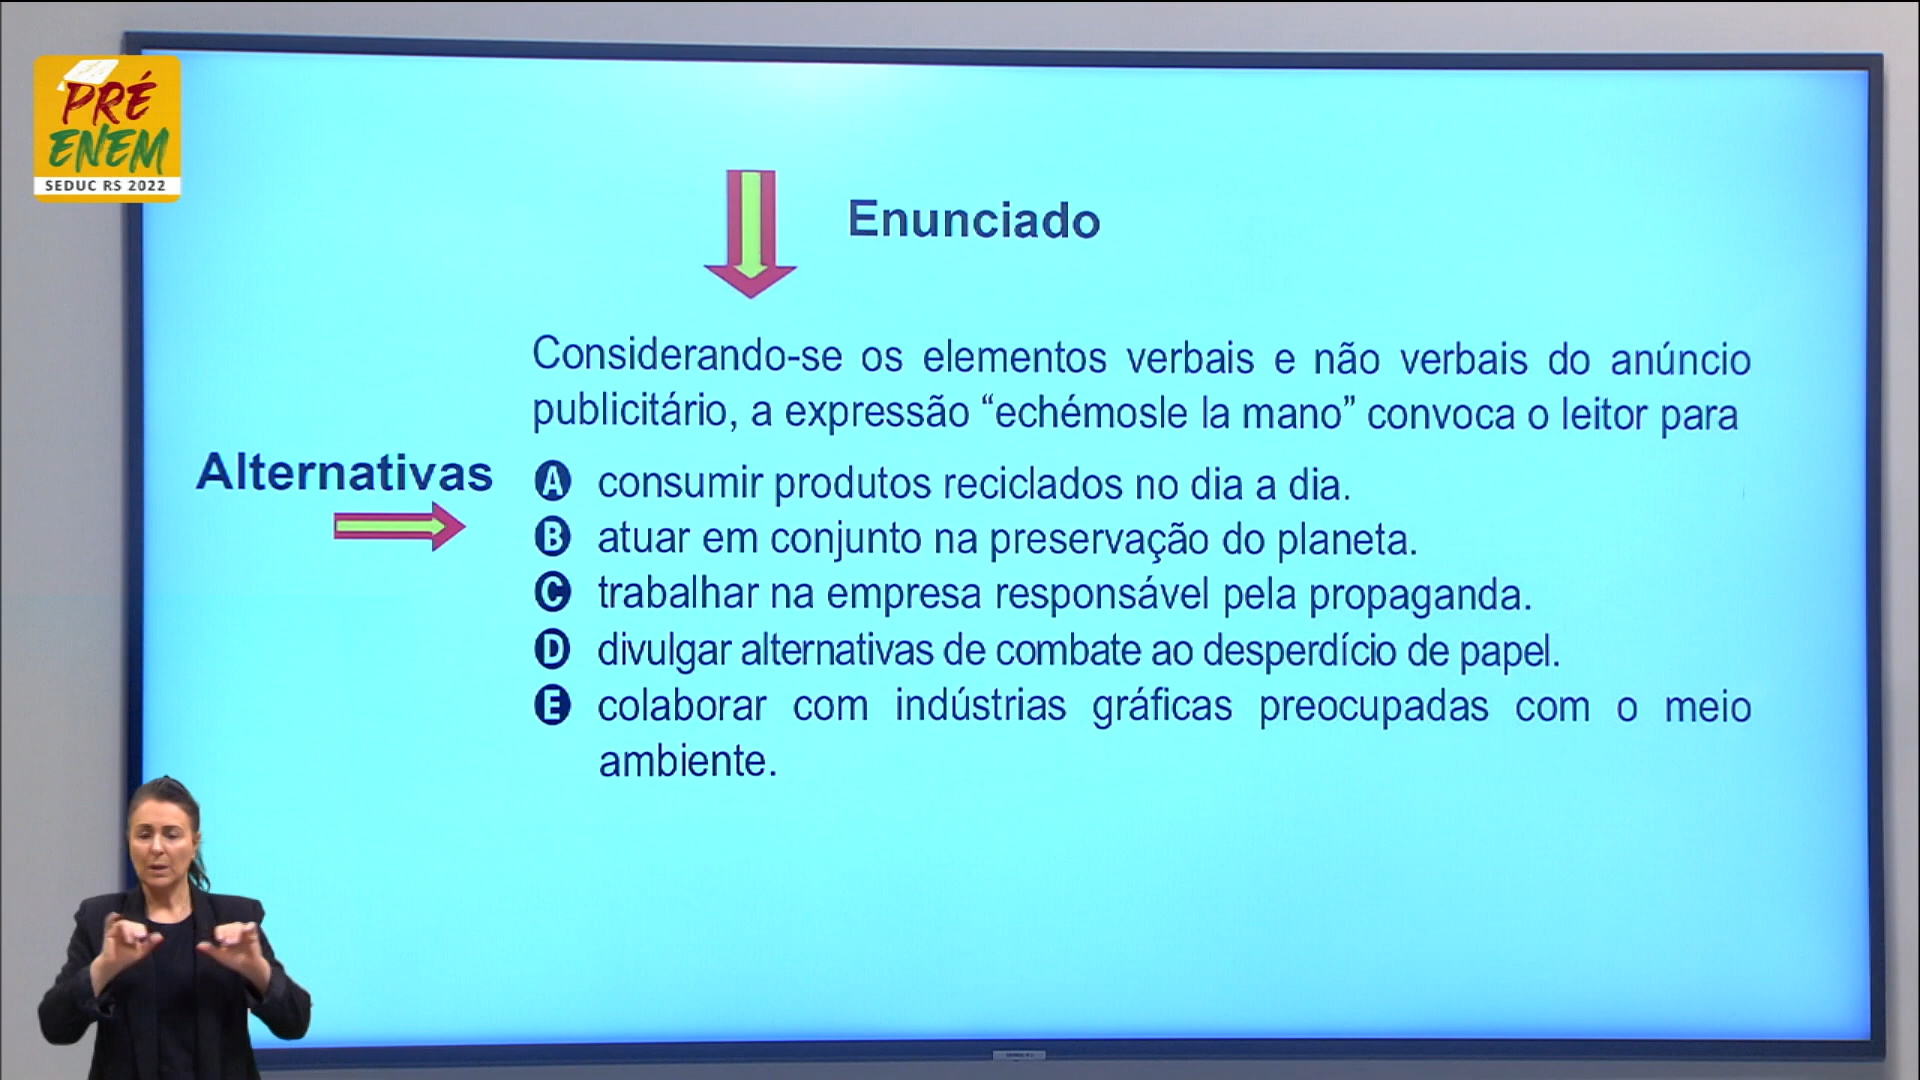 PRÉ
ENEM
SEDUC RS 2022
Enunciado
Considerando-se os elementos verbais e não verbais do anúncio
publicitário, a expressão “echémosle la mano” convoca o leitor para
Alternativas
A consumir produtos reciclados no dia a dia.
B atuar em conjunto na preservação do planeta.
C trabalhar na empresa responsável pela propaganda.
D divulgar alternativas de combate ao desperdício de papel.
E colaborar com indústrias gráficas preocupadas com o meio
ambiente.